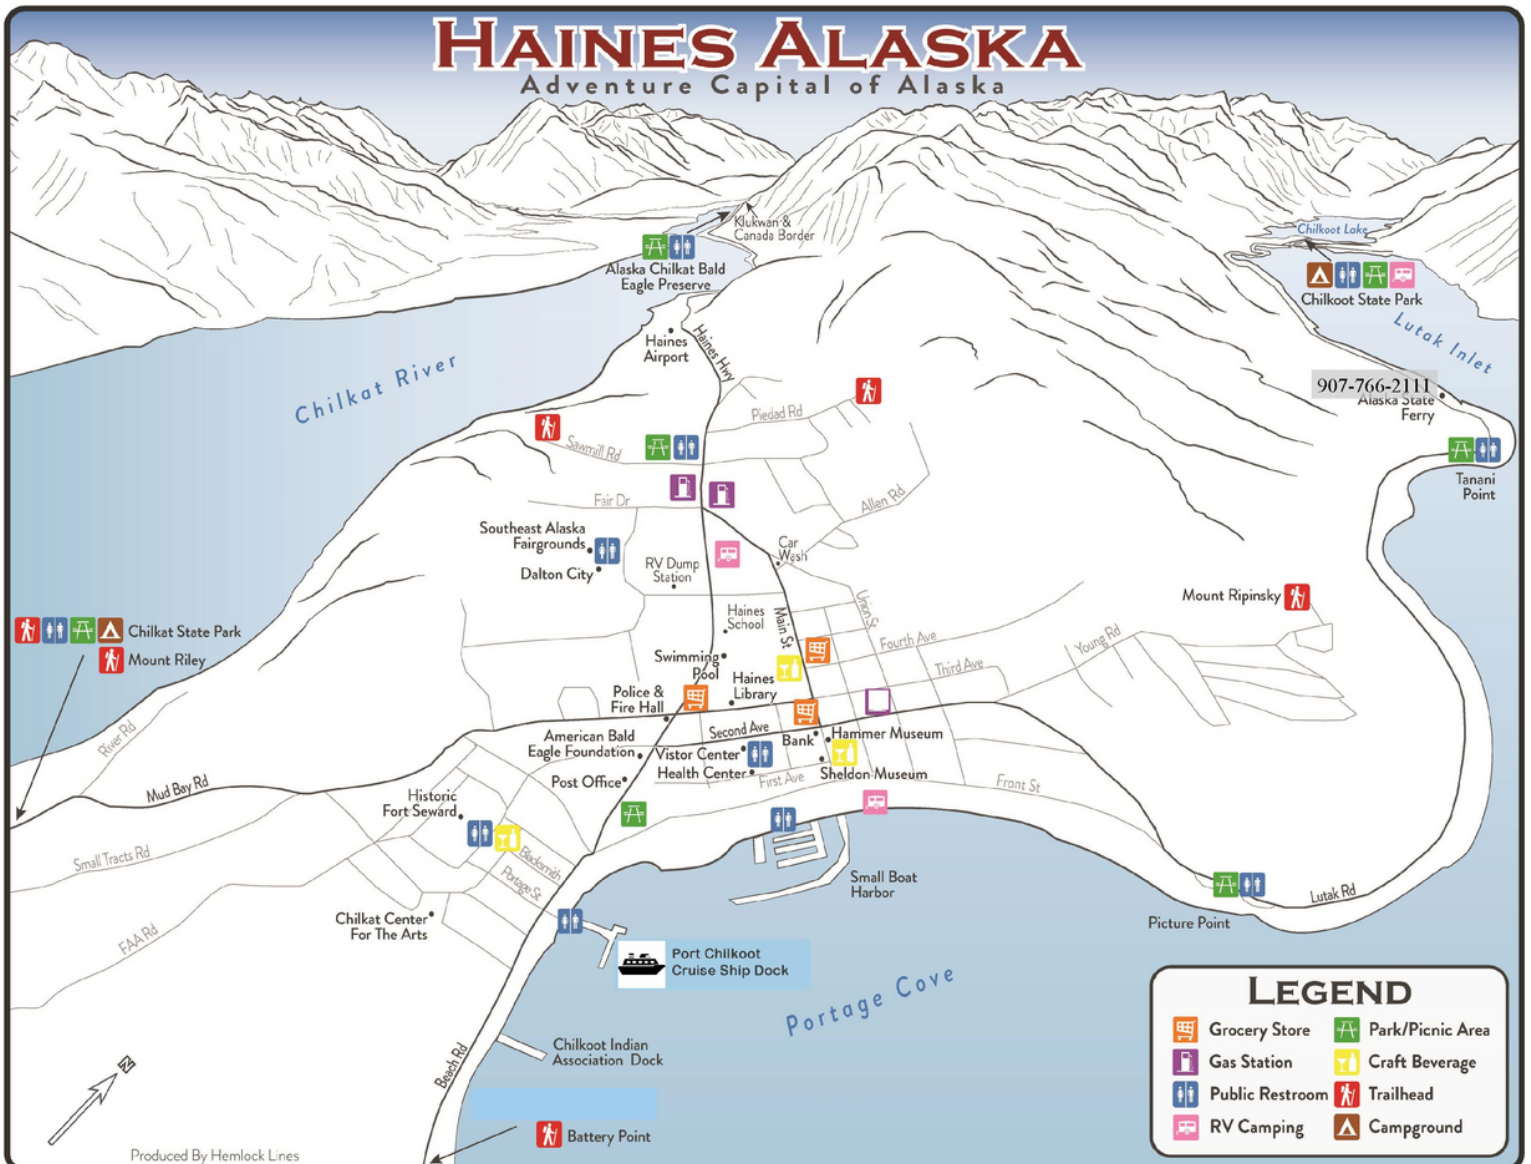 HAINES ALASKA
Adventure Capital of Alaska
Klukwan &
Canada Border
Chilkoot Lake
Alaska Chilkat Bald
Eagle Preserve
Chilkoot State Park
Lutak Inlet
Haines
Airport
Haines Hwy
Chilkat River
907-766-2111
Alaska State
Ferry
Piedad Rd
Sawmill Rd
Tanani
Point
Fair Dr
Allen Rd
Southeast Alaska
Fairgrounds
Dalton City
Car
Wash
RV Dump
Station
Mount Ripinsky
Haines
School
Main St
Union St
Chilkat State Park
Mount Riley
Fourth Ave
Young Rd
Third Ave
Swimming
Pool
Haines
Library
Police &
Fire Hall
River Rd
American Bald
Eagle Foundation
Second Ave
Bank
Hammer Museum
Vistor Center
Health Center
First Ave
Sheldon Museum
Post Office
Front St
Mud Bay Rd
Historic
Fort Seward
Small Tracts Rd
Blacksmith
Portage St
Small Boat
Harbor
Lutak Rd
Picture Point
Chilkat Center
For The Arts
FAA Rd
Port Chilkoot
Cruise Ship Dock
Portage Cove
Chilkoot Indian
Association Dock
Beach Rd
Battery Point
N
Produced By Hemlock Lines
LEGEND
Grocery Store
Park/Picnic Area
Gas Station
Craft Beverage
Public Restroom
Trailhead
RV Camping
Campground